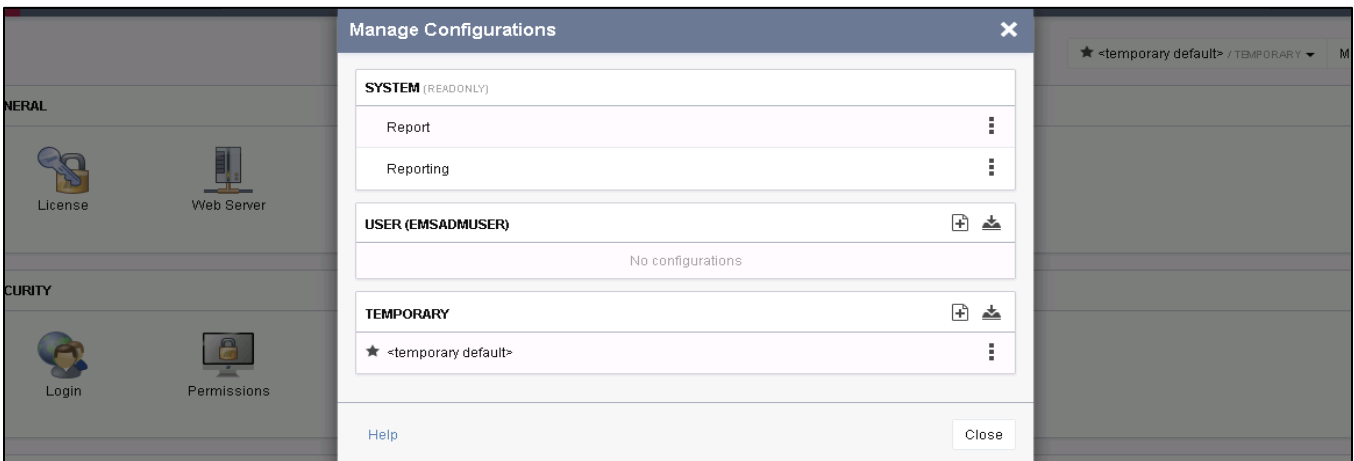 Manage Configurations
★ <temporary default> / TEMPORARY
M
SYSTEM (READONLY)
NERAL
Report
Reporting
License
Web Server
USER (EMSADMUSER)
No configurations
CURITY
TEMPORARY
★ <temporary default>
Login
Permissions
Help
Close